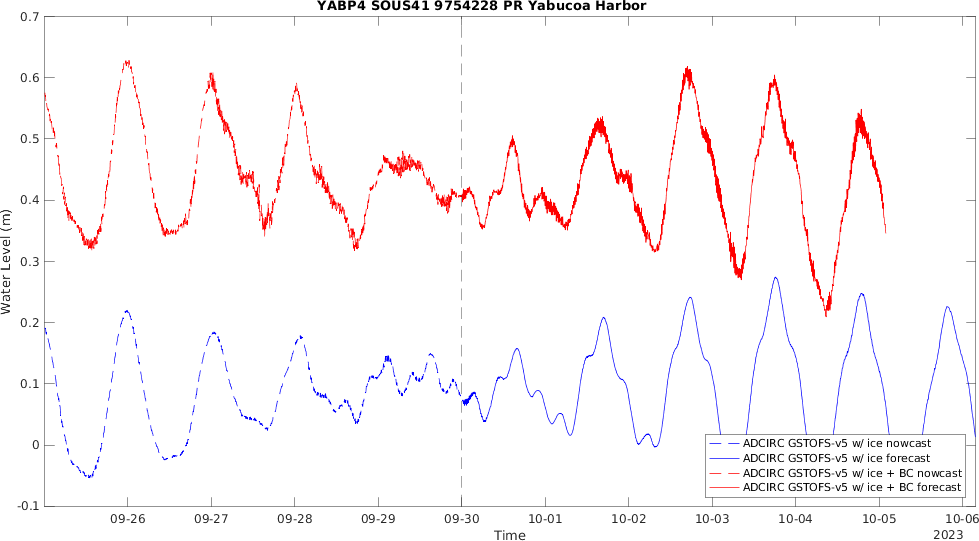 YABP4 SOUS41 9754228 PR Yabucoa Harbor
0.7
0.6
0.5
0.4
0.3
0.2
0.1
0
-0.1
Water Level (m)
ADCIRC GSTOFS-v5 w/ ice nowcast
ADCIRC GSTOFS-v5 w/ ice forecast
ADCIRC GSTOFS-v5 w/ ice + BC nowcast
ADCIRC GSTOFS-v5 w/ ice + BC forecast
09-26 09-27 09-28 09-29 09-30 10-01 10-02 10-03 10-04 10-05 10-06
Time
2023